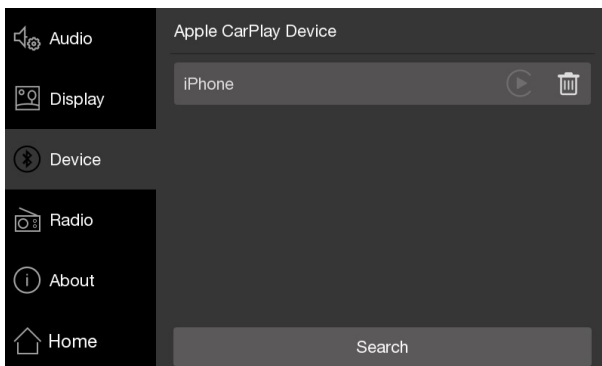 Audio
Display
Device
Radio
About
Home
Apple CarPlay Device
iPhone
Search